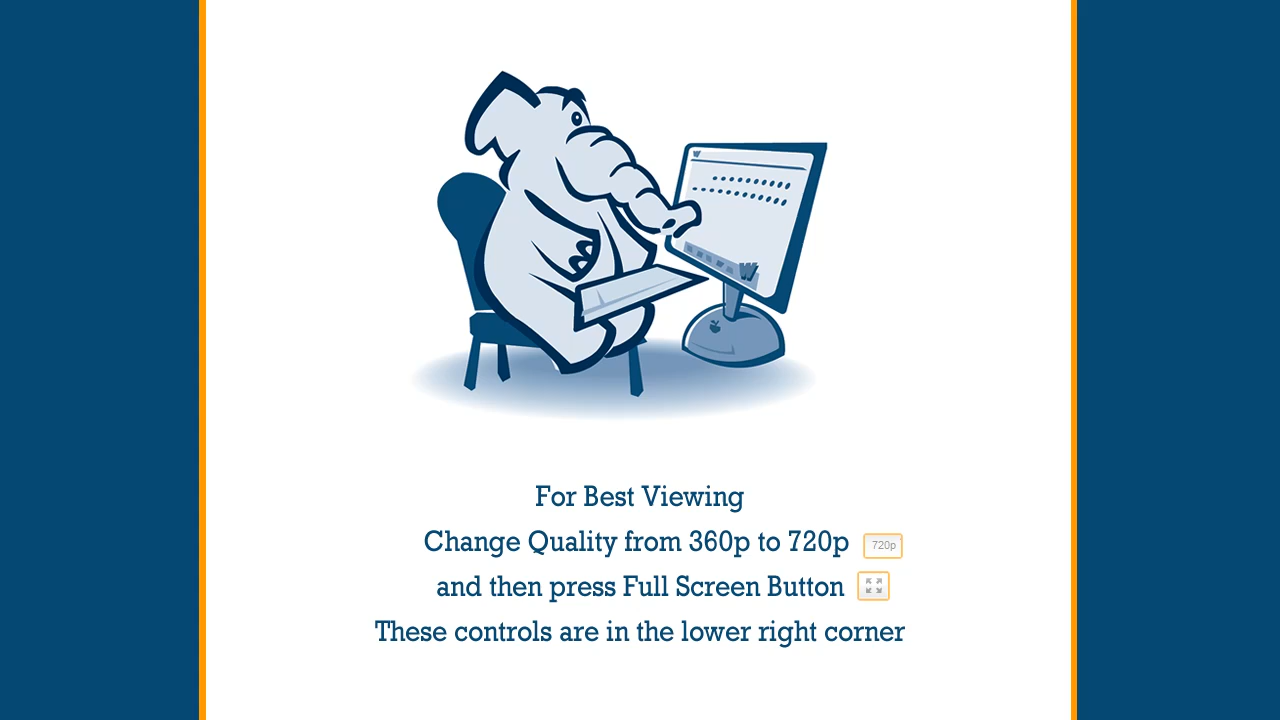 W
W
For Best Viewing
Change Quality from 360p to 720p 720p
and then press Full Screen Button
These controls are in the lower right corner